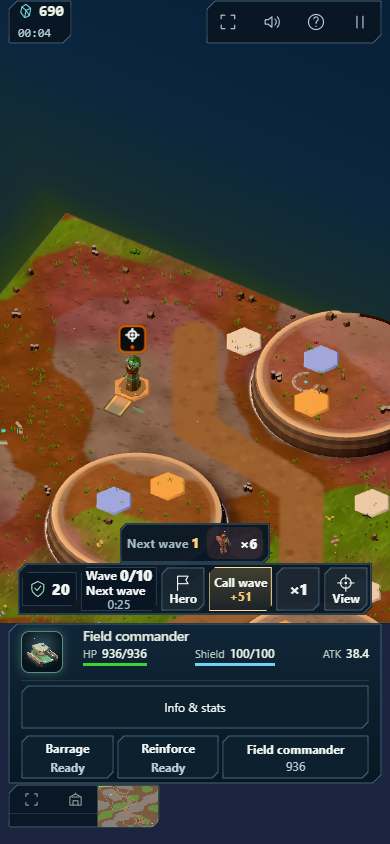 690
00:04
Next wave 1
×6
20
Wave 0/10
Next wave
0:25
Hero
Call wave
+51
×1
View
Field commander
HP 936/936
Shield 100/100
ATK 38.4
Info & stats
Barrage
Ready
Reinforce
Ready
Field commander
936